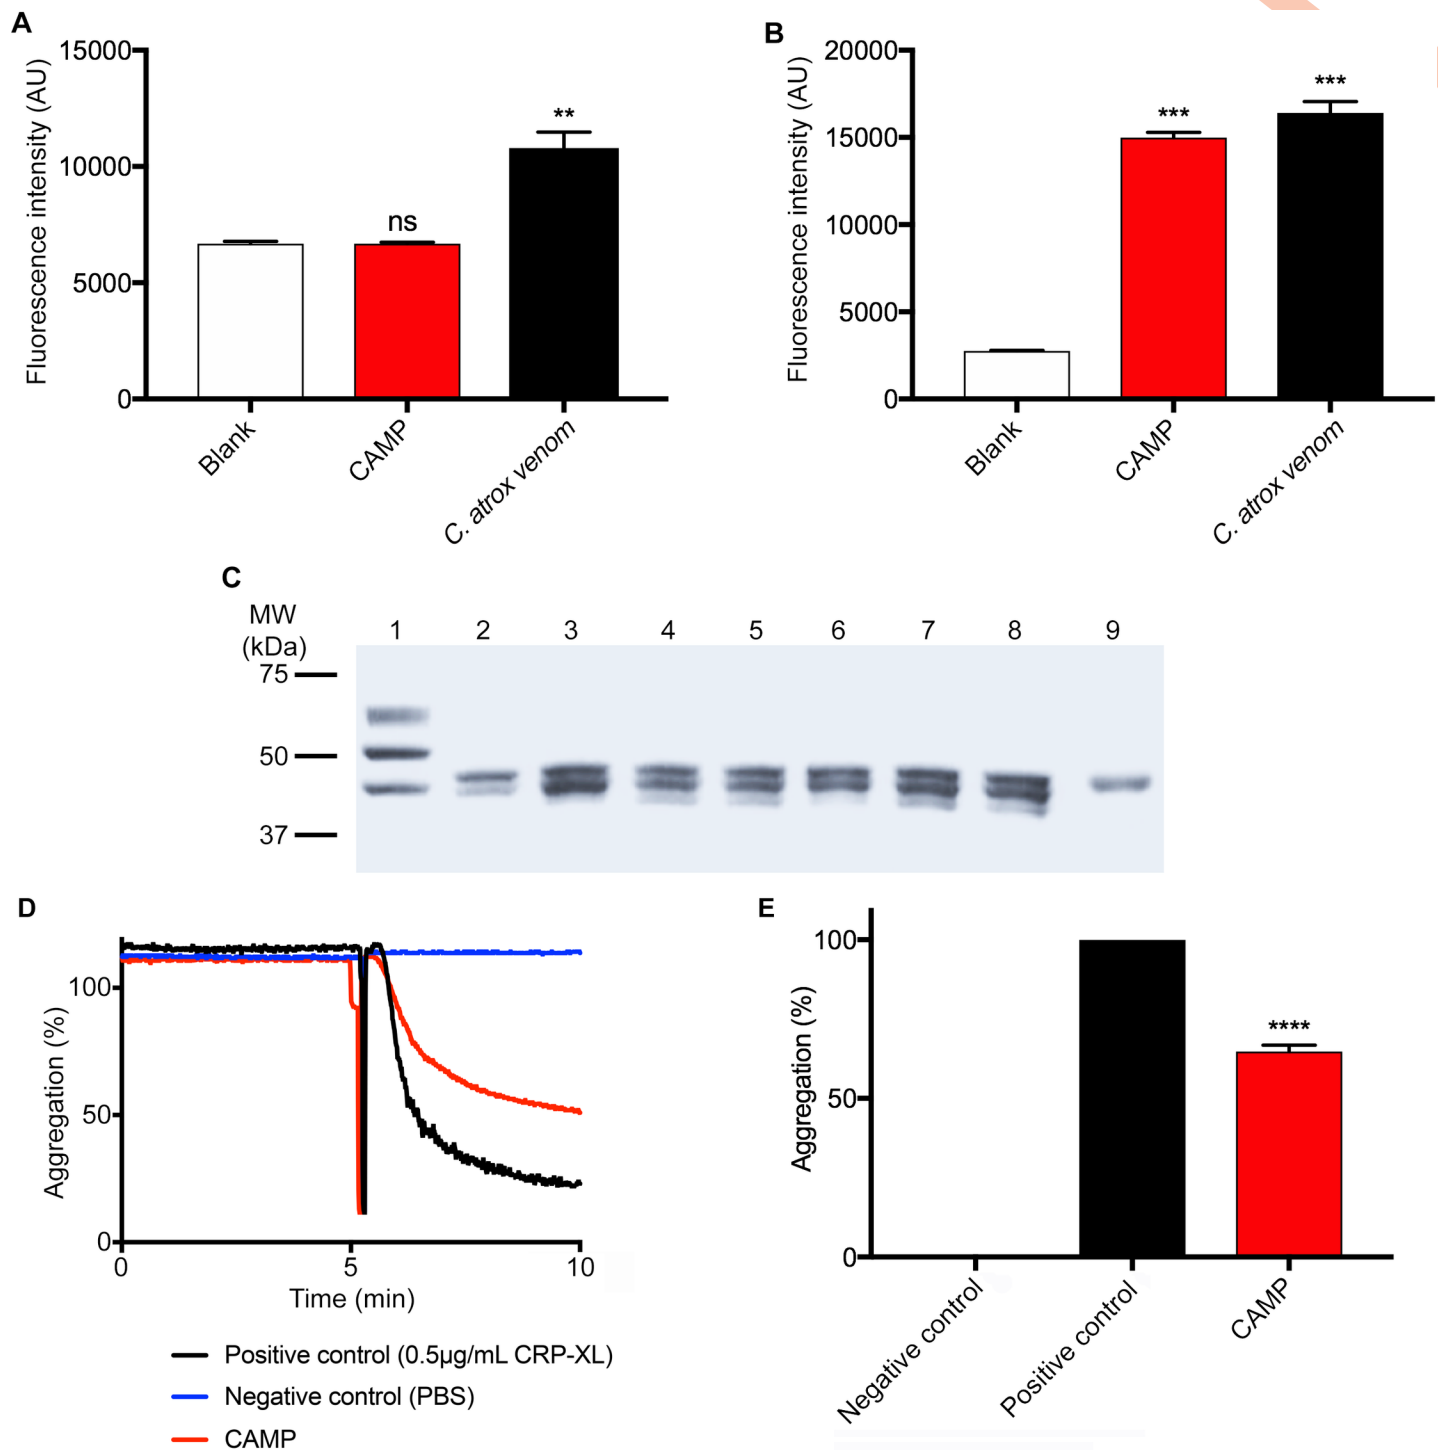 A
Fluorescence intensity (AU)
15000
10000
5000
0
ns
**
Blank
CAMP
C. atrox venom
B
Fluorescence intensity (AU)
20000
15000
10000
5000
0
***
***
Blank
CAMP
C. atrox venom
C
MW
(kDa)
1 2 3 4 5 6 7 8 9
75
50
37
D
Aggregation (%)
100
50
0
0 5 10
Time (min)
Positive control (0.5µg/mL CRP-XL)
Negative control (PBS)
CAMP
E
Aggregation (%)
100
50
0
****
Negative control
Positive control
CAMP